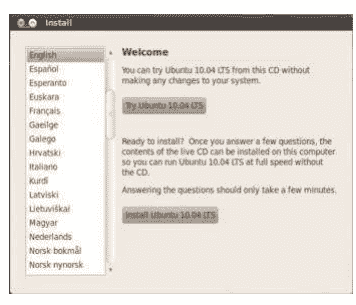 Install
English
Español
Esperanto
Euskara
Français
Gaeilge
Galego
Hrvatski
Italiano
Kurdî
Latviski
Lietuviškai
Magyar
Nederlands
Norsk bokmål
Norsk nynorsk
Welcome
You can try Ubuntu 10.04 LTS from this CD without
making any changes to your system.
Try Ubuntu 10.04 LTS
Ready to install? Once you answer a few questions, the
contents of the live CD can be installed on this computer
so you can run Ubuntu 10.04 LTS at full speed without
the CD.
Answering the questions should only take a few minutes.
Install Ubuntu 10.04 LTS